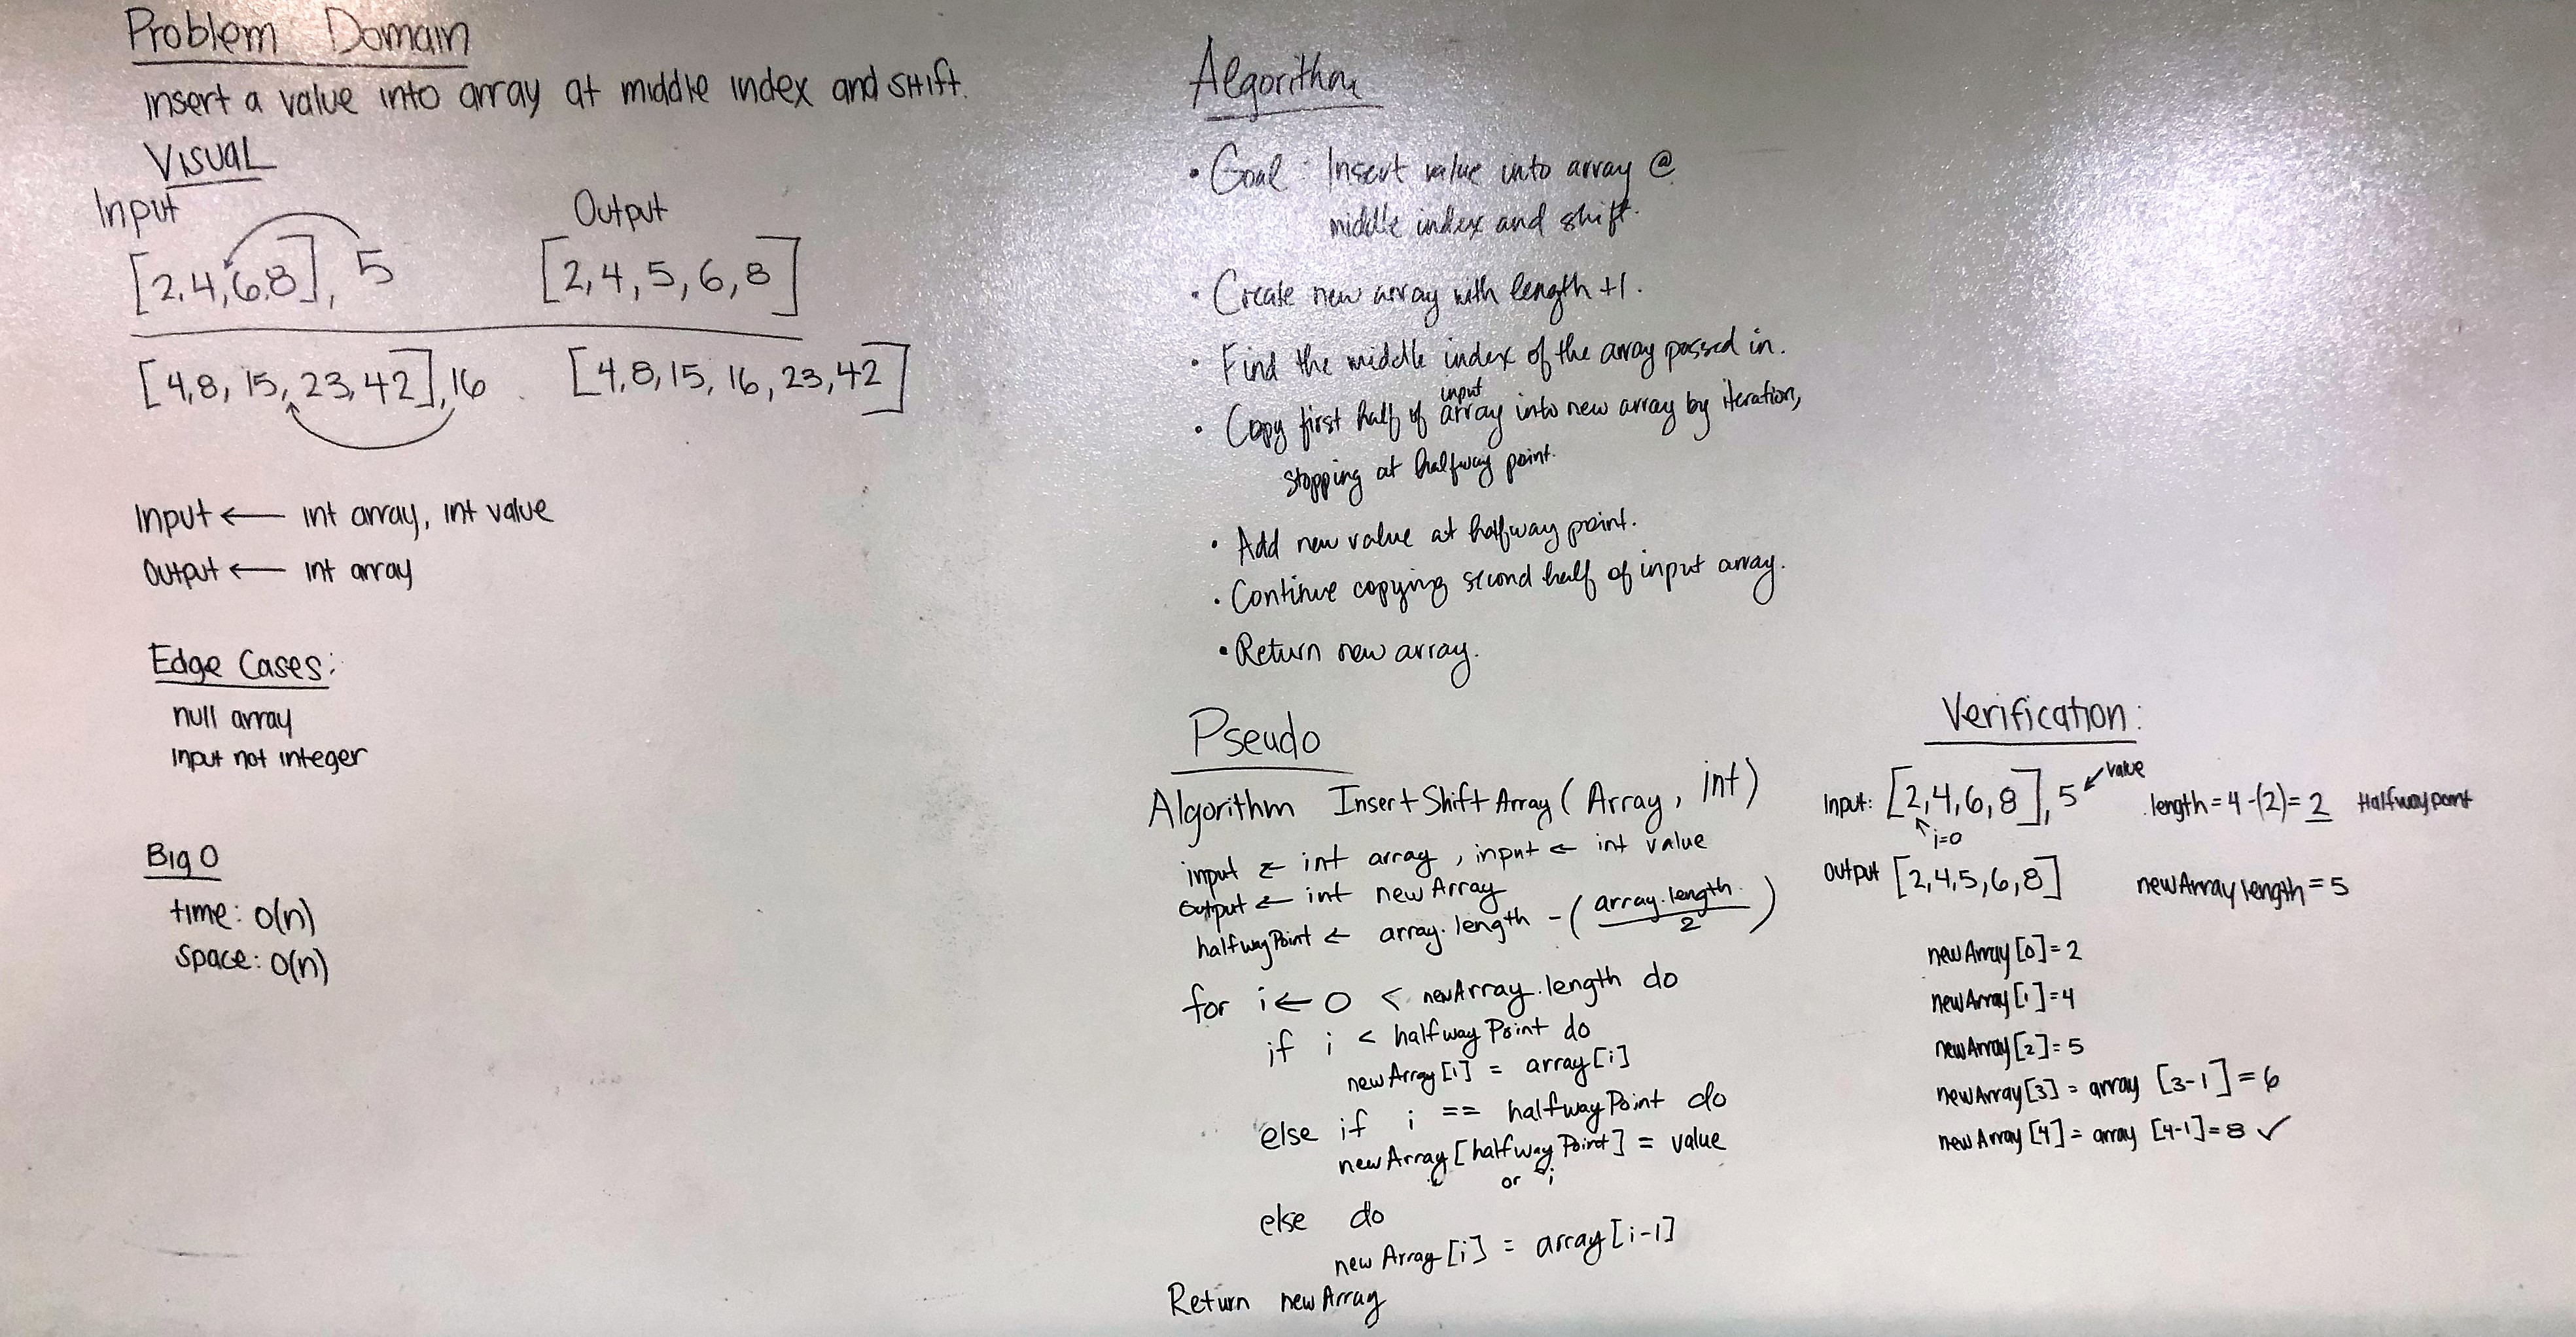 Problem Domain
insert a value into array at middle index and shift.
Visual
Input
Output
[2,4,6,8], 5
[2,4,5,6,8]
[4,8,15,23,42],16
[4,8,15,16,23,42]
Input ← int array, int value
Output ← int array
Edge Cases:
null array
input not integer
Big O
time: O(n)
space: O(n)
Algorithm
• Goal: Insert value into array @
middle index and shift.
• Create new array with length +1.
• Find the middle index of the array passed in.
input
• Copy first half of array into new array by iteration,
stopping at halfway point.
• Add new value at halfway point.
• Continue copying second half of input array.
• Return new array.
Pseudo
Algorithm InsertShiftArray(Array, int)
input ← int array, input ← int value
output ← int newArray
halfwayPoint ← array.length - (array.length / 2)
for i ← 0 < newArray.length do
if i < halfwayPoint do
newArray[i] = array[i]
else if i == halfwayPoint do
newArray[halfwayPoint] = value
or i
else do
newArray[i] = array[i-1]
Return newArray
Verification:
value
Input: [2,4,6,8], 5 length = 4-(2)= 2 Halfwaypoint
i=0
output [2,4,5,6,8] newArray length = 5
newArray[0]=2
newArray[1]=4
newArray[2]=5
newArray[3] = array [3-1] = 6
newArray[4] = array [4-1] = 8 ✓